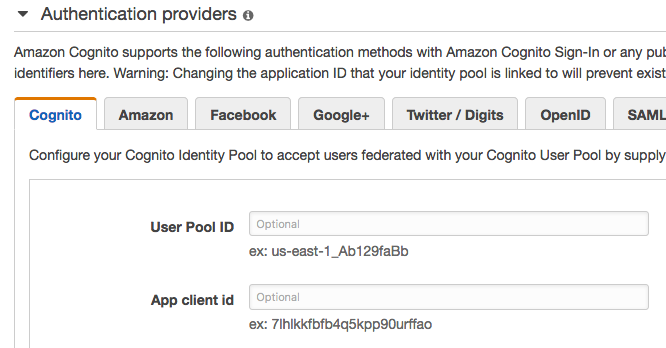 Authentication providers
Amazon Cognito supports the following authentication methods with Amazon Cognito Sign-In or any
identifiers here. Warning: Changing the application ID that your identity pool is linked to will prevent
Cognito Amazon Facebook Google+ Twitter / Digits OpenID SAML
Configure your Cognito Identity Pool to accept users federated with your Cognito User Pool by supply
User Pool ID Optional
ex: us-east-1_Ab129faBb
App client id Optional
ex: 7lhlkkfbfb4q5kpp90urffao